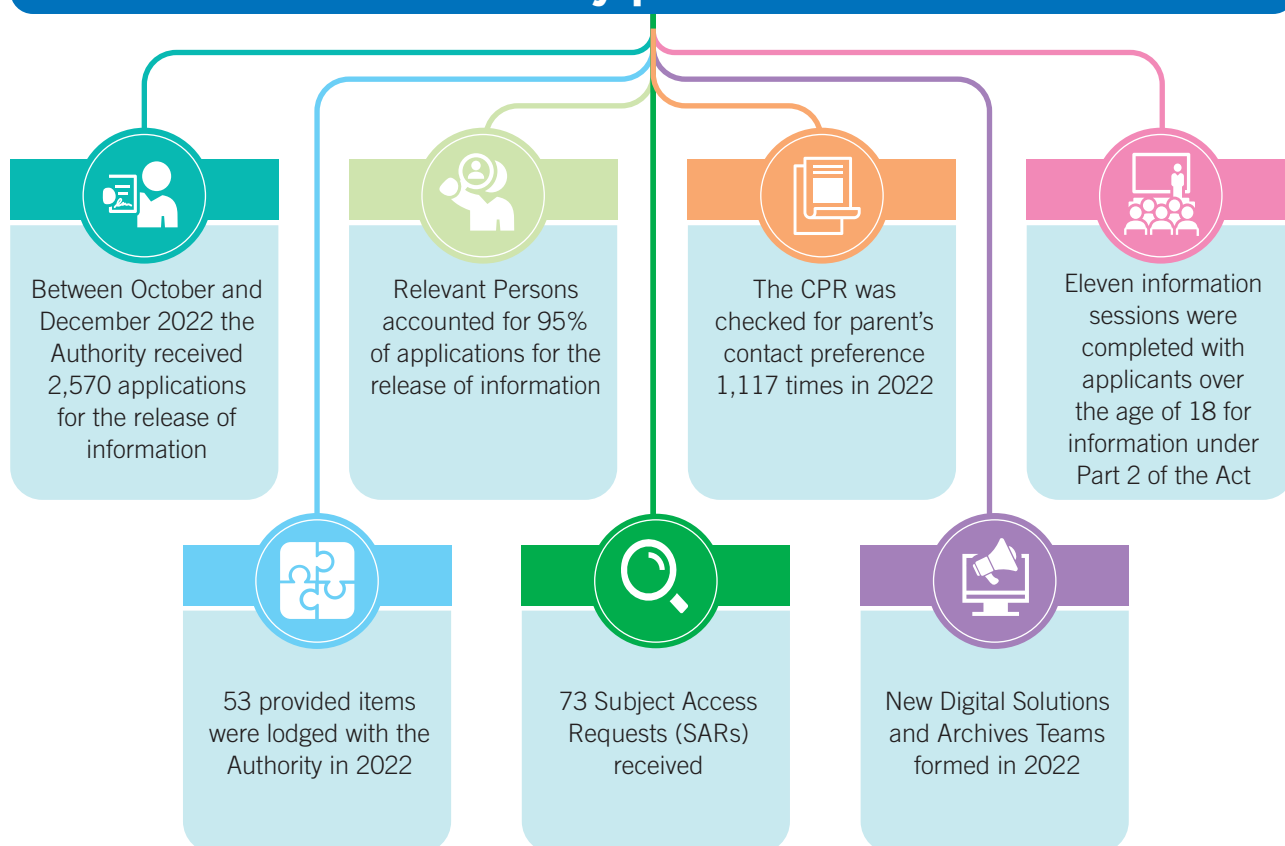 Between October and
December 2022 the
Authority received
2,570 applications
for the release of
information
Relevant Persons
accounted for 95%
of applications for the
release of information
The CPR was
checked for parent's
contact preference
1,117 times in 2022
Eleven information
sessions were
completed with
applicants over
the age of 18 for
information under
Part 2 of the Act
53 provided items
were lodged with the
Authority in 2022
73 Subject Access
Requests (SARs)
received
New Digital Solutions
and Archives Teams
formed in 2022